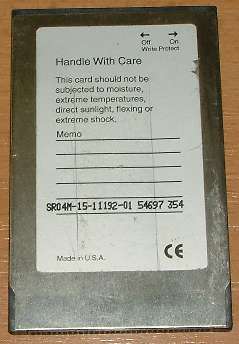 ← →
Off On
Write Protect
Handle With Care
This card should not be
subjected to moisture,
extreme temperatures,
direct sunlight, flexing or
extreme shock.
Memo
SR04M-15-11192-01 54697 354
Made in U.S.A.
CE